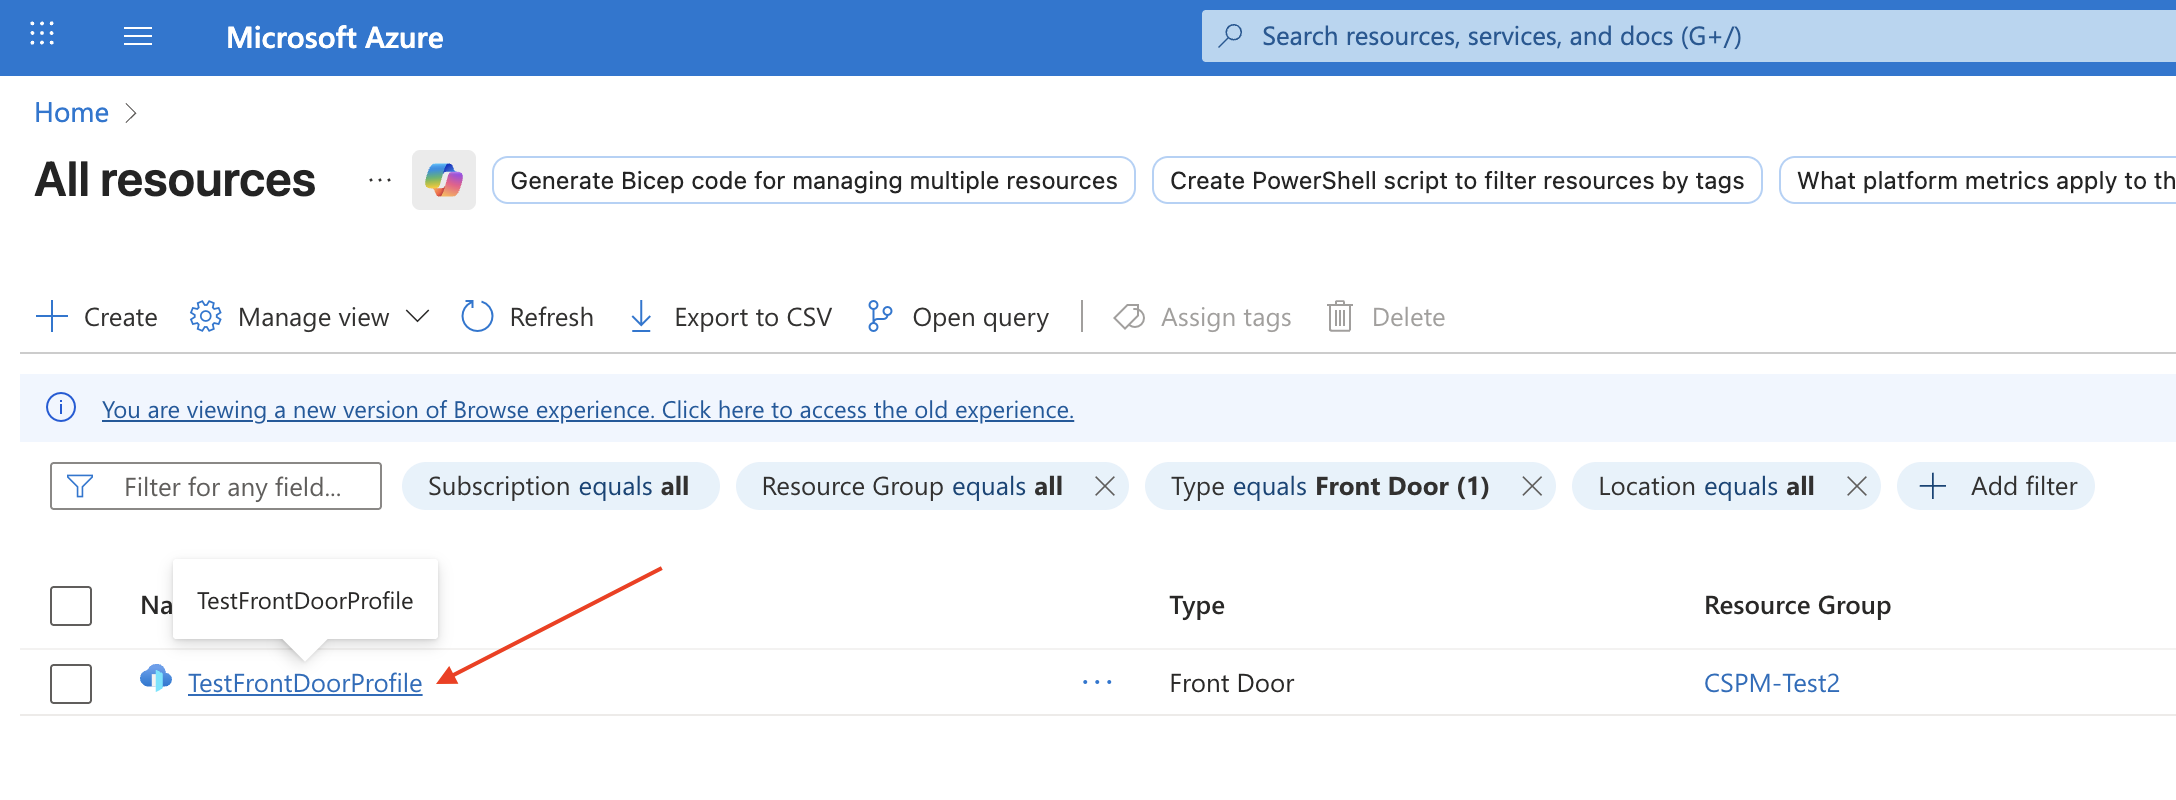 Microsoft Azure
Search resources, services, and docs (G+/)
Home
All resources
Generate Bicep code for managing multiple resources
Create PowerShell script to filter resources by tags
What platform metrics apply to
Create
Manage view
Refresh
Export to CSV
Open query
Assign tags
Delete
You are viewing a new version of Browse experience. Click here to access the old experience.
Filter for any field...
Subscription equals all
Resource Group equals all
Type equals Front Door (1)
Location equals all
Add filter
TestFrontDoorProfile
Type
Resource Group
TestFrontDoorProfile
Front Door
CSPM-Test2